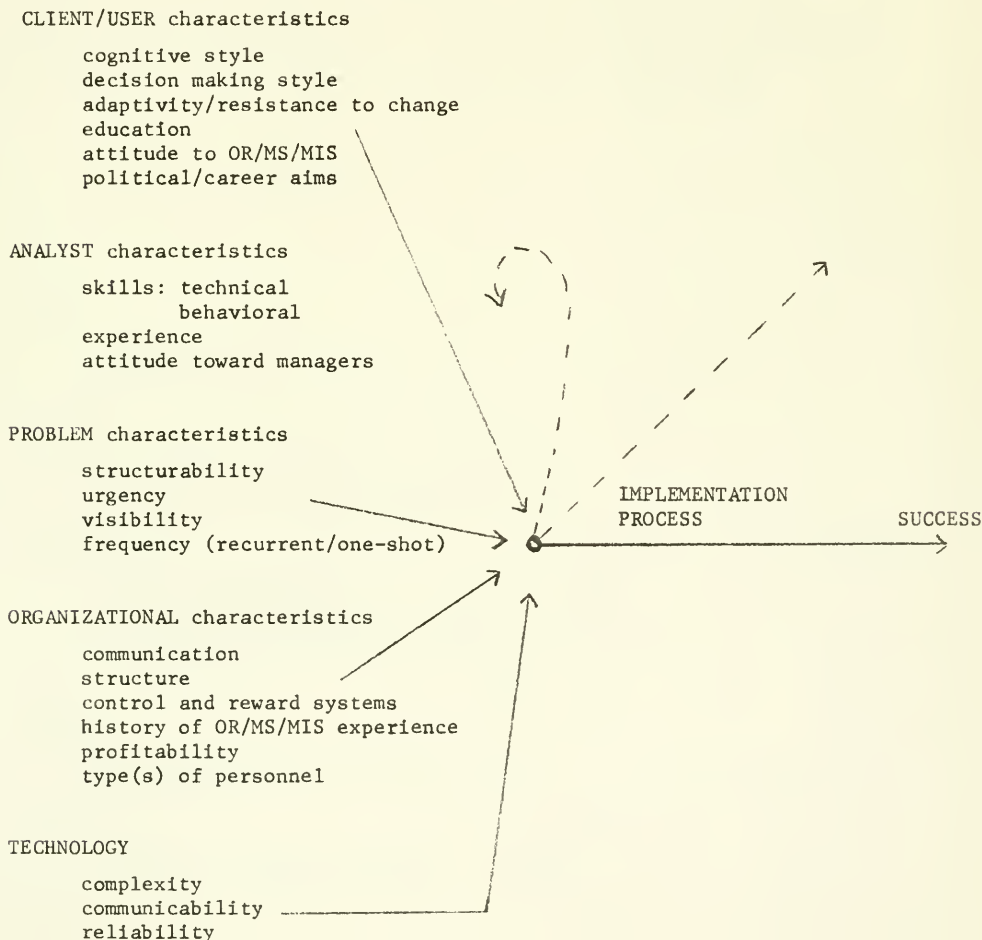 CLIENT/USER characteristics
cognitive style
decision making style
adaptivity/resistance to change
education
attitude to OR/MS/MIS
political/career aims
ANALYST characteristics
skills: technical
behavioral
experience
attitude toward managers
PROBLEM characteristics
structurability
urgency
visibility
frequency (recurrent/one-shot)
IMPLEMENTATION
PROCESS
SUCCESS
ORGANIZATIONAL characteristics
communication
structure
control and reward systems
history of OR/MS/MIS experience
profitability
type(s) of personnel
TECHNOLOGY
complexity
communicability
reliability